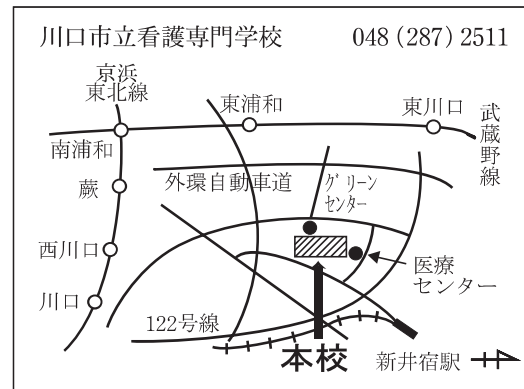 川口市立看護専門学校 048 (287) 2511
京浜
東北線
東浦和
東川口
武蔵野線
南浦和
外環自動車道
グリーン
センター
蕨
西川口
医療
センター
川口
122号線
本校
新井宿駅